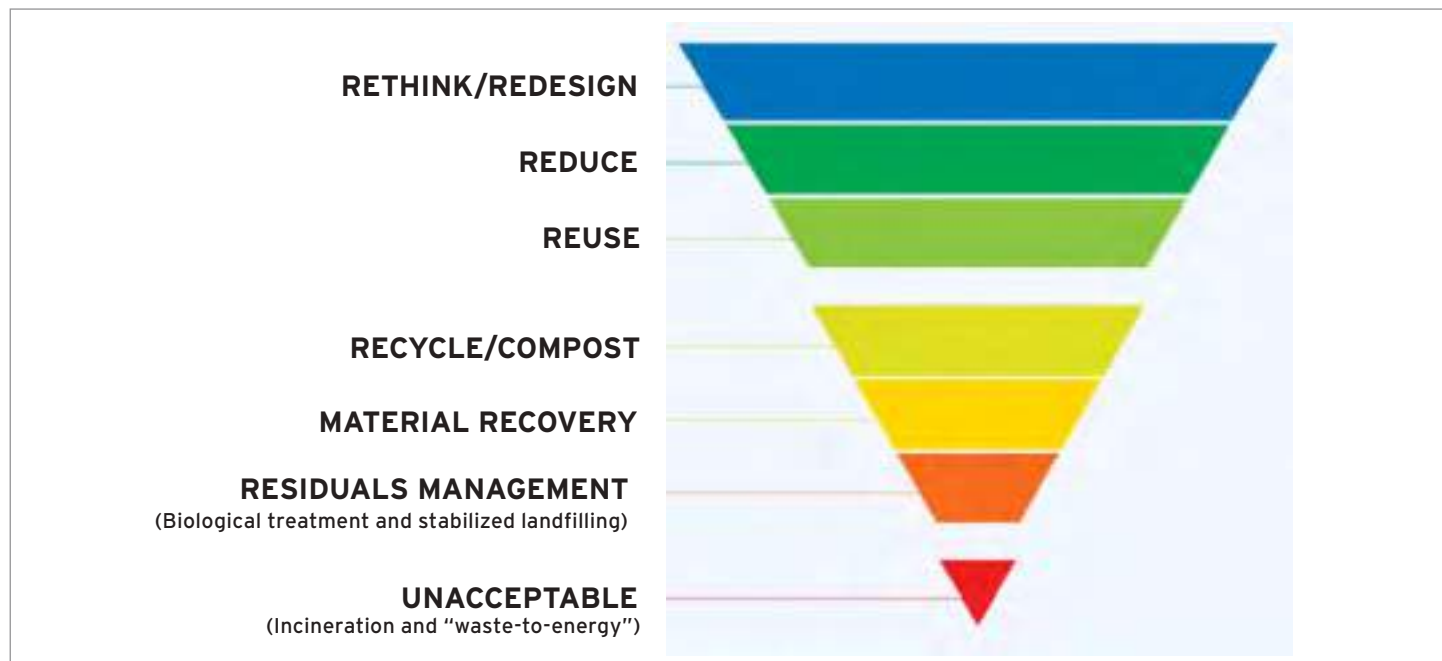 RETHINK/REDESIGN
REDUCE
REUSE
RECYCLE/COMPOST
MATERIAL RECOVERY
RESIDUALS MANAGEMENT
(Biological treatment and stabilized landfilling)
UNACCEPTABLE
(Incineration and “waste-to-energy”)